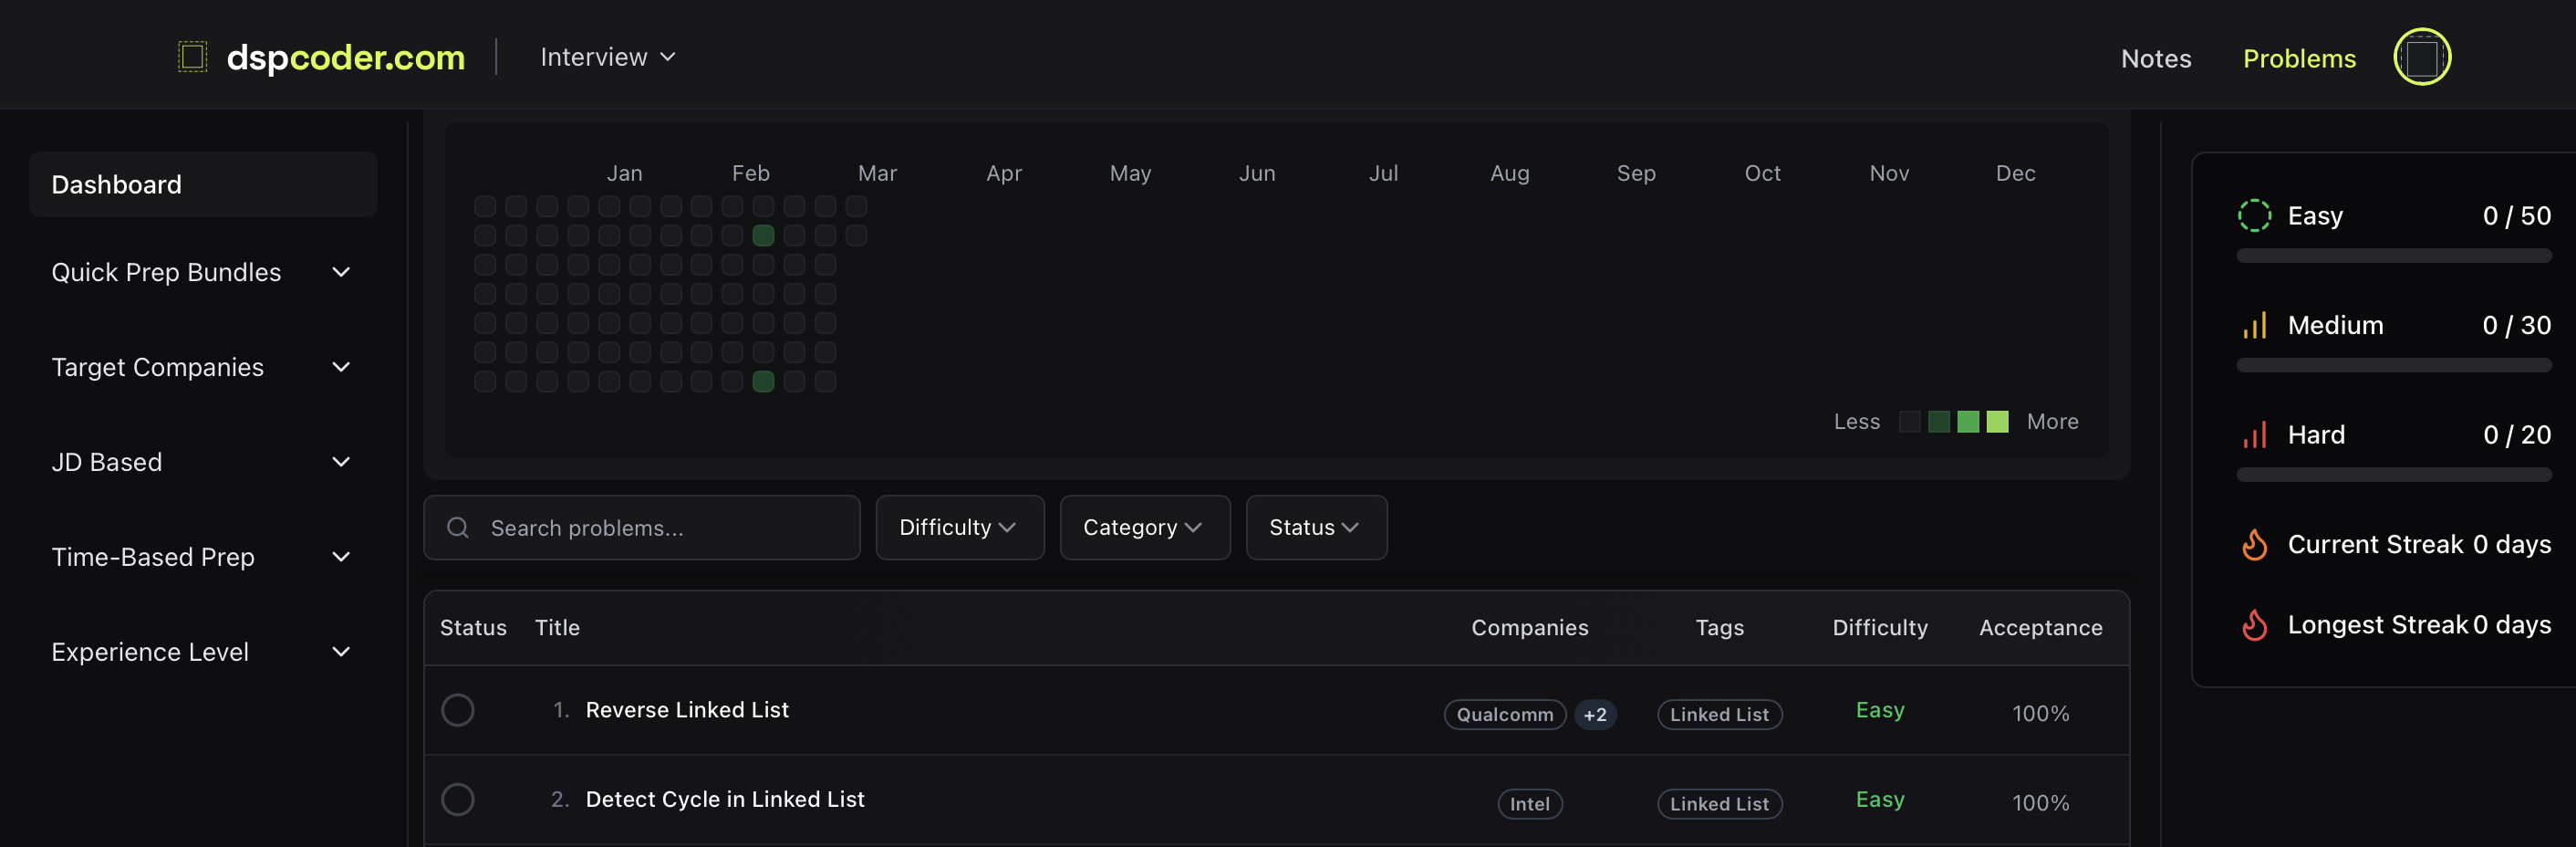 dspcoder.com
Interview
Notes
Problems
Dashboard
Quick Prep Bundles
Target Companies
JD Based
Time-Based Prep
Experience Level
Jan Feb Mar Apr May Jun Jul Aug Sep Oct Nov Dec
Less More
Search problems...
Difficulty
Category
Status
Status Title Companies Tags Difficulty Acceptance
1. Reverse Linked List Qualcomm +2 Linked List Easy 100%
2. Detect Cycle in Linked List Intel Linked List Easy 100%
Easy 0 / 50
Medium 0 / 30
Hard 0 / 20
Current Streak 0 days
Longest Streak 0 days